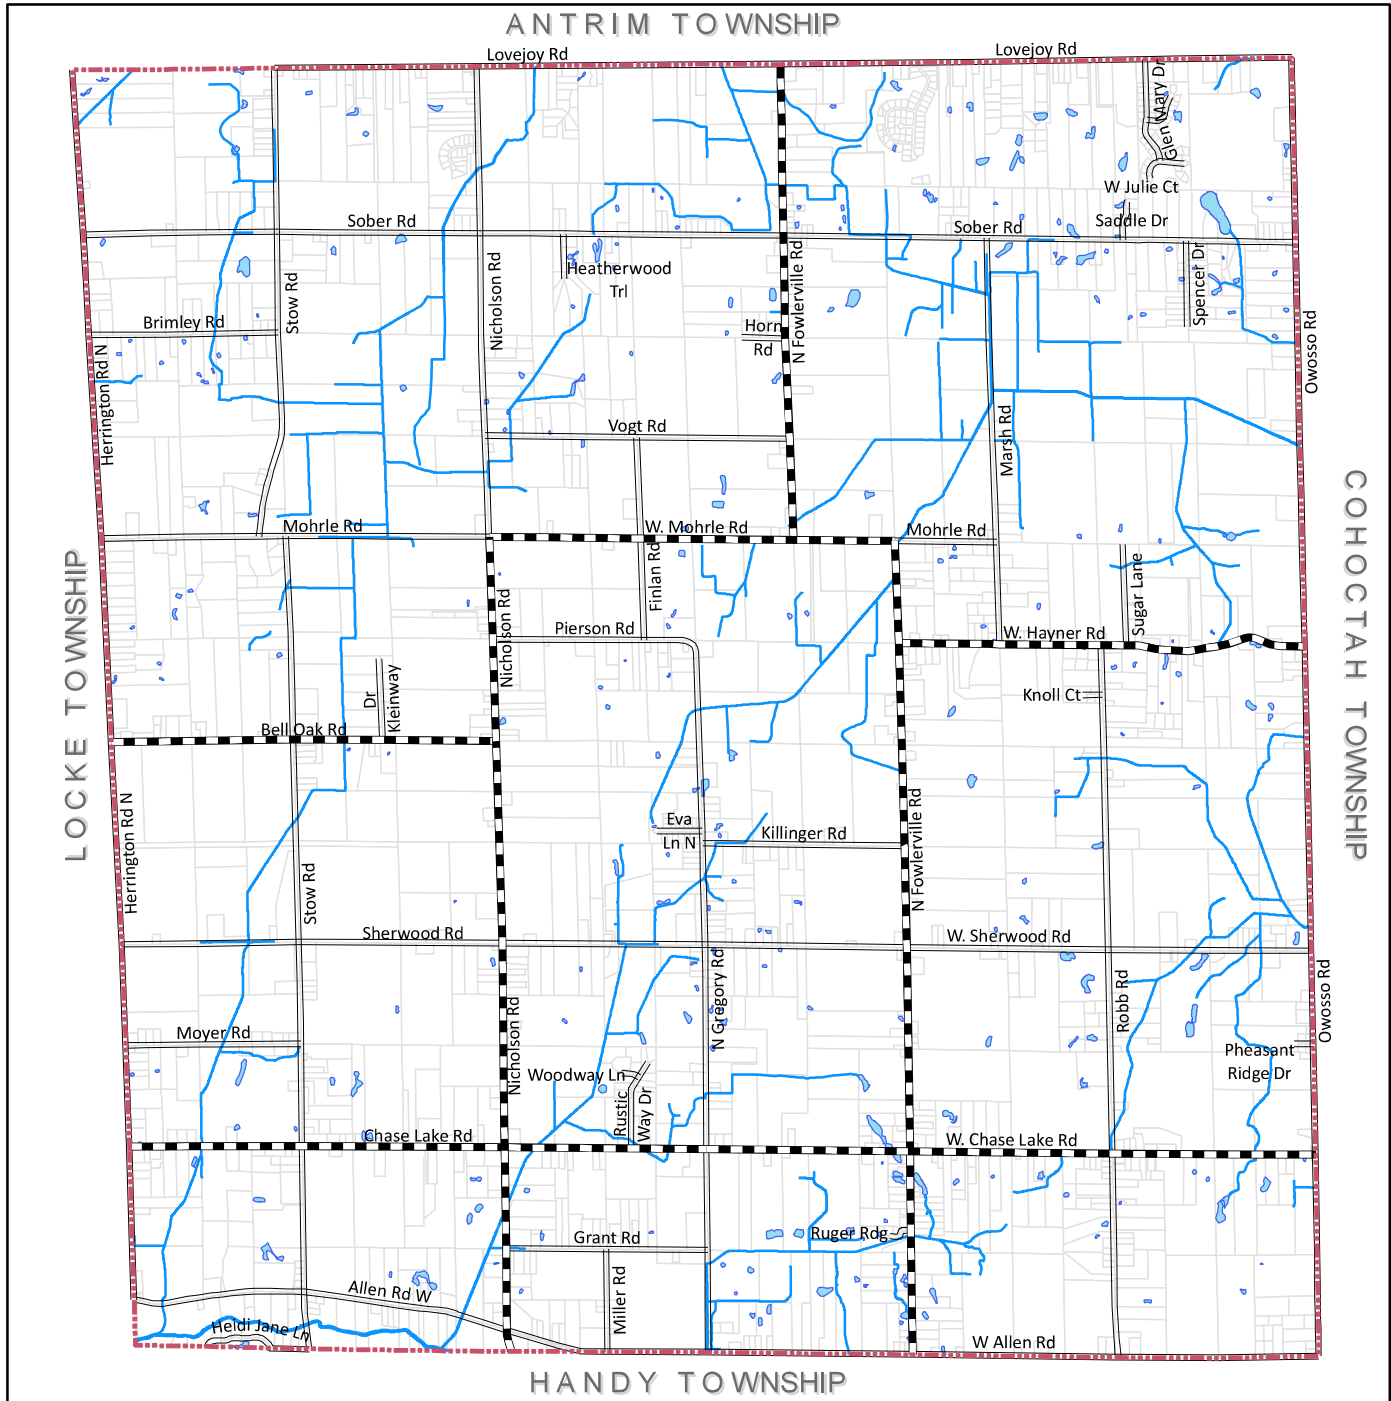 ANTRIM TOWNSHIP
Lovejoy Rd
Lovejoy Rd
Glen Mary Dr
W Julie Ct
Saddle Dr
Sober Rd
Sober Rd
Heatherwood
Trl
Stow Rd
Nicholson Rd
N Fowlerville Rd
Spencer Dr
Brimley Rd
Horn
Rd
Owosso Rd
Herrington Rd N
Vogt Rd
Marsh Rd
Mohrle Rd
W. Mohrle Rd
Mohrle Rd
COHOCTAH TOWNSHIP
LOCKE TOWNSHIP
Finlan Rd
Sugar Lane
Nicholson Rd
Pierson Rd
W. Hayner Rd
Kleinway
Dr
Knoll Ct
Bell Oak Rd
Herrington Rd N
Eva
Ln N
Killinger Rd
N Fowlerville Rd
Stow Rd
Sherwood Rd
W. Sherwood Rd
N Gregory Rd
Robb Rd
Owosso Rd
Nicholson Rd
Moyer Rd
Pheasant
Ridge Dr
Woodway Ln
Rustic
Way Dr
Chase Lake Rd
W. Chase Lake Rd
Grant Rd
Ruger Rdg
Miller Rd
Allen Rd W
Heidi Jane Ln
W Allen Rd
HANDY TOWNSHIP